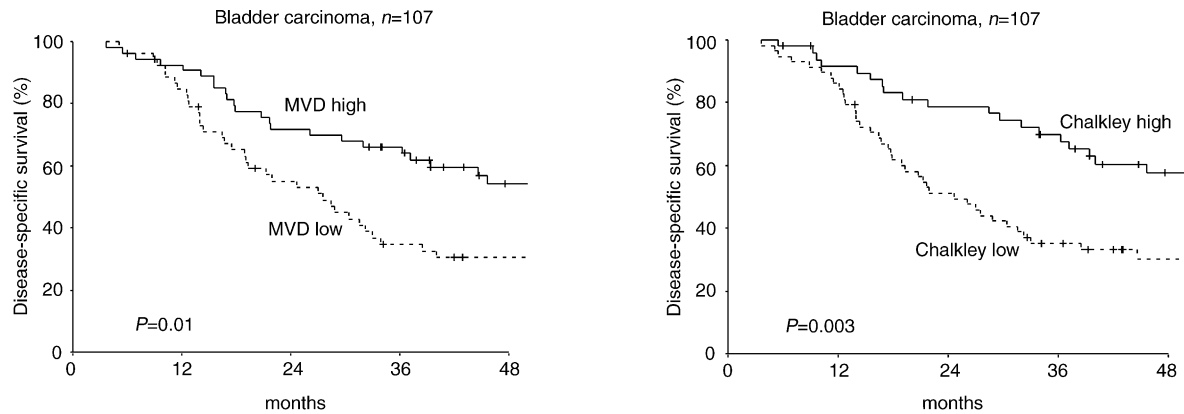 Bladder carcinoma, n=107
Disease-specific survival (%)
100
80
60
40
20
0
MVD high
MVD low
P=0.01
0 12 24 36 48
months
Bladder carcinoma, n=107
Disease-specific survival (%)
100
80
60
40
20
0
Chalkley high
Chalkley low
P=0.003
0 12 24 36 48
months